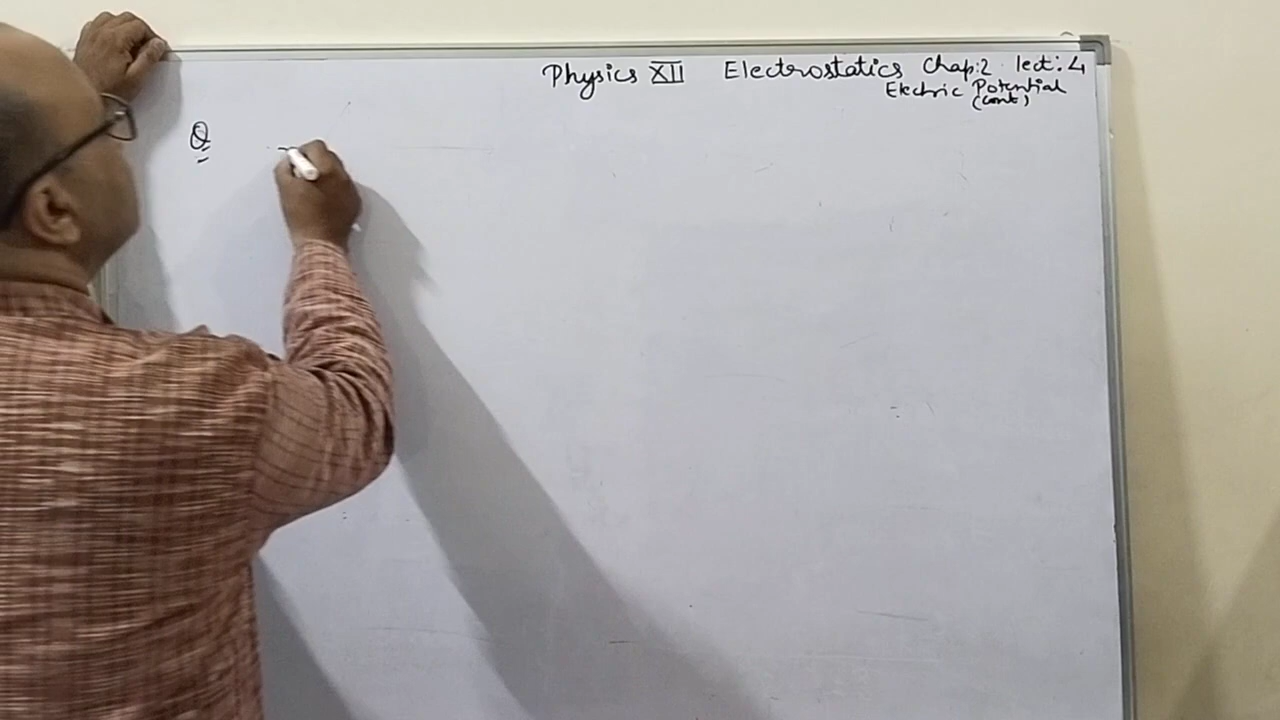 Physics XII Electrostatics Chap:2 lect:4
Electric Potential
(cont)
Q